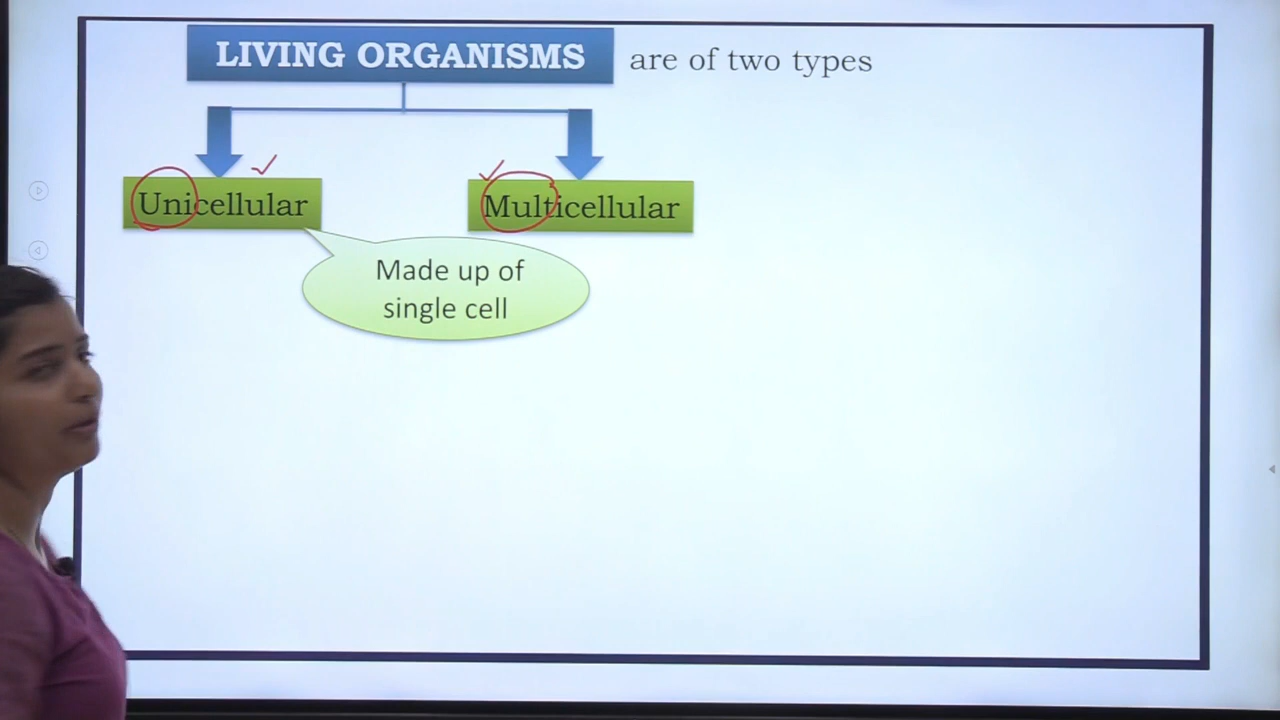 LIVING ORGANISMS are of two types
Unicellular Multicellular
Made up of
single cell